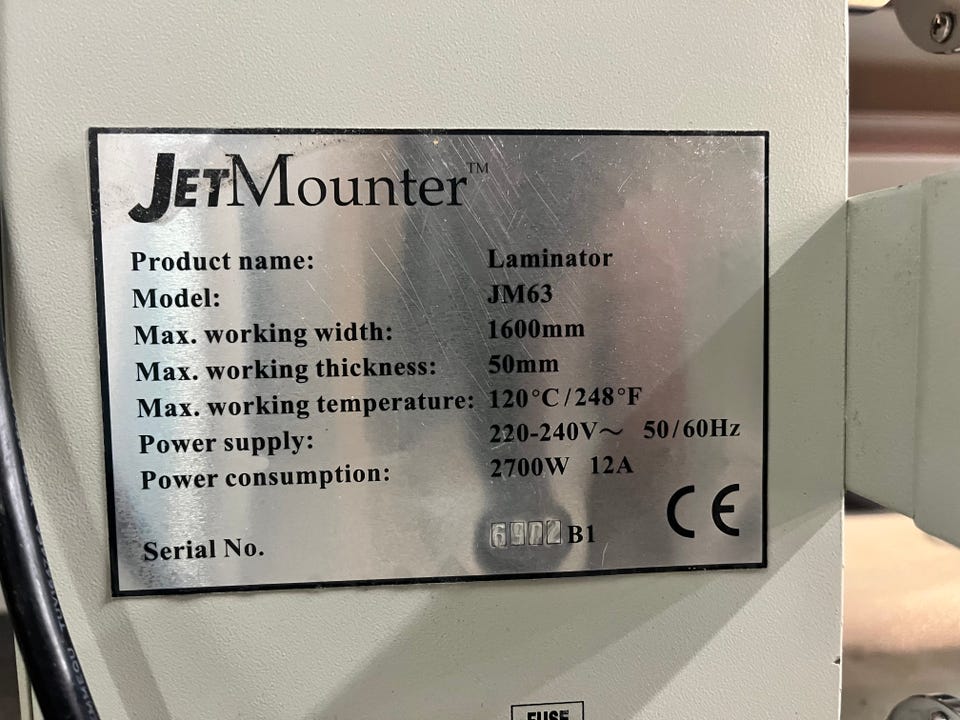 JETMounter™
Product name: Laminator
Model: JM63
Max. working width: 1600mm
Max. working thickness: 50mm
Max. working temperature: 120°C/248°F
Power supply: 220-240V~ 50/60Hz
Power consumption: 2700W 12A
CE
Serial No. 6902B1
FUSE